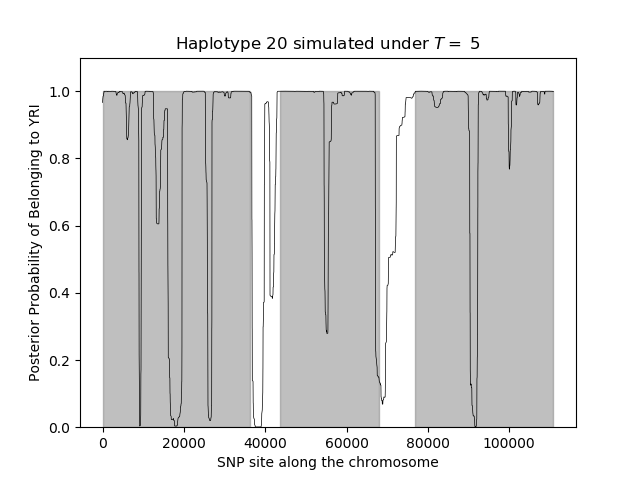 Haplotype 20 simulated under T = 5
Posterior Probability of Belonging to YRI
1.0
0.8
0.6
0.4
0.2
0.0
0 20000 40000 60000 80000 100000
SNP site along the chromosome